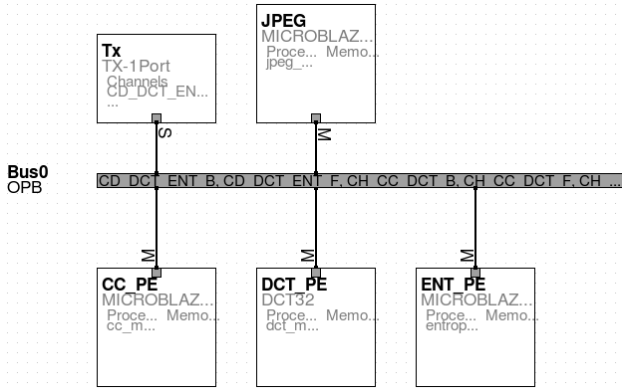 Tx
TX-1Port
Channels
CD_DCT_EN...
...
S
JPEG
MICROBLAZ...
Proce... Memo...
jpeg_...
M
Bus0
OPB
CD_DCT_ENT_B, CD_DCT_ENT_F, CH_CC_DCT_B, CH_CC_DCT_F, CH_...
M
CC_PE
MICROBLAZ...
Proce... Memo...
cc_m...
M
DCT_PE
DCT32
Proce... Memo...
dct_m...
M
ENT_PE
MICROBLAZ...
Proce... Memo...
entrop...